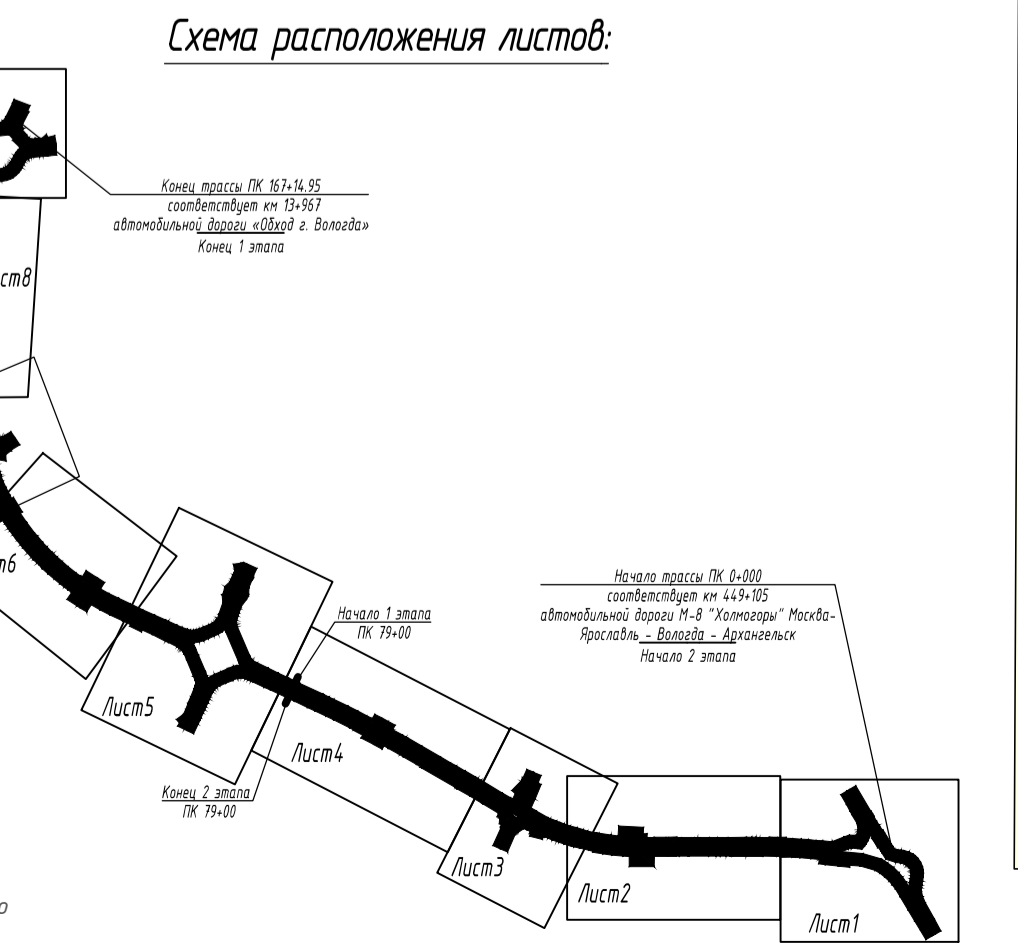 Схема расположения листов:
Конец трассы ПК 167+14.95
соответствует км 13+967
автомобильной дороги «Обход г. Вологда»
Конец 1 этапа
ст8
т6
Начало трассы ПК 0+000
соответствует км 449+105
автомобильной дороги М-8 "Холмогоры" Москва-
Ярославль - Вологда - Архангельск
Начало 2 этапа
Начало 1 этапа
ПК 79+00
Лист5
Лист4
Конец 2 этапа
ПК 79+00
Лист3
Лист2
Лист1